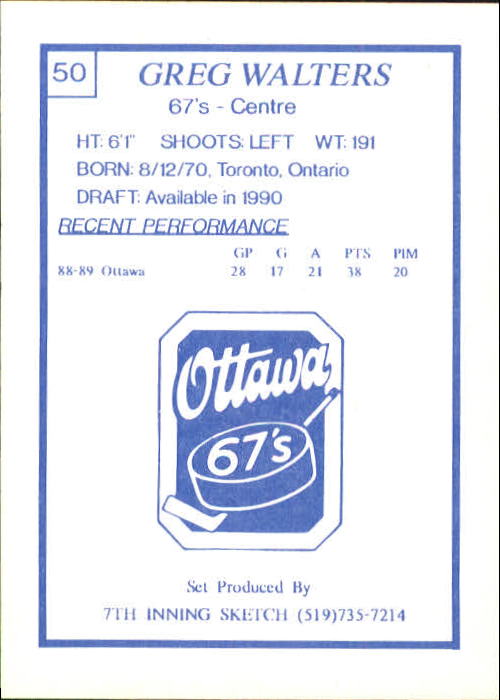 50
GREG WALTERS
67's - Centre
HT: 6'1" SHOOTS: LEFT WT: 191
BORN: 8/12/70, Toronto, Ontario
DRAFT: Available in 1990
RECENT PERFORMANCE
GP G A PTS PIM
88-89 Ottawa 28 17 21 38 20
Ottawa
67's
Set Produced By
7TH INNING SKETCH (519)735-7214